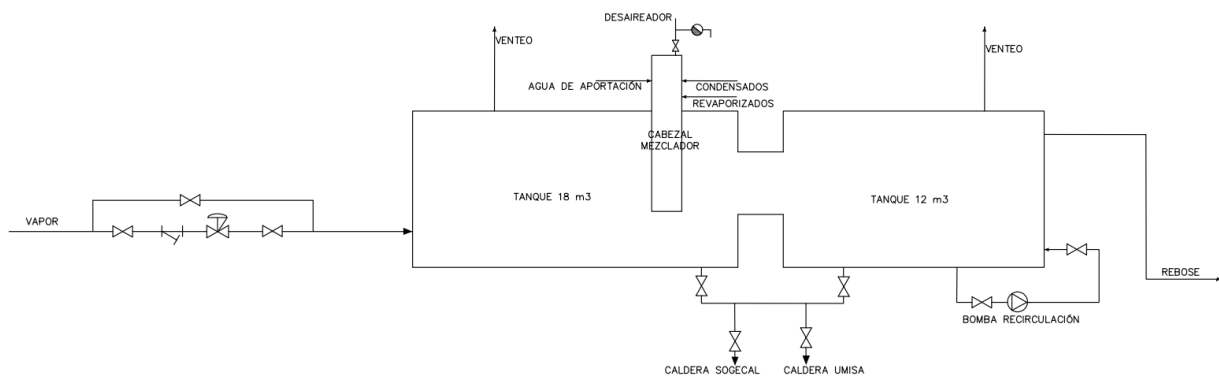 DESAIREADOR
VENTEO
VENTEO
AGUA DE APORTACIÓN
CONDENSADOS
REVAPORIZADOS
CABEZAL
MEZCLADOR
TANQUE 18 m3
TANQUE 12 m3
VAPOR
REBOSE
BOMBA RECIRCULACIÓN
CALDERA SOGECAL
CALDERA UMISA